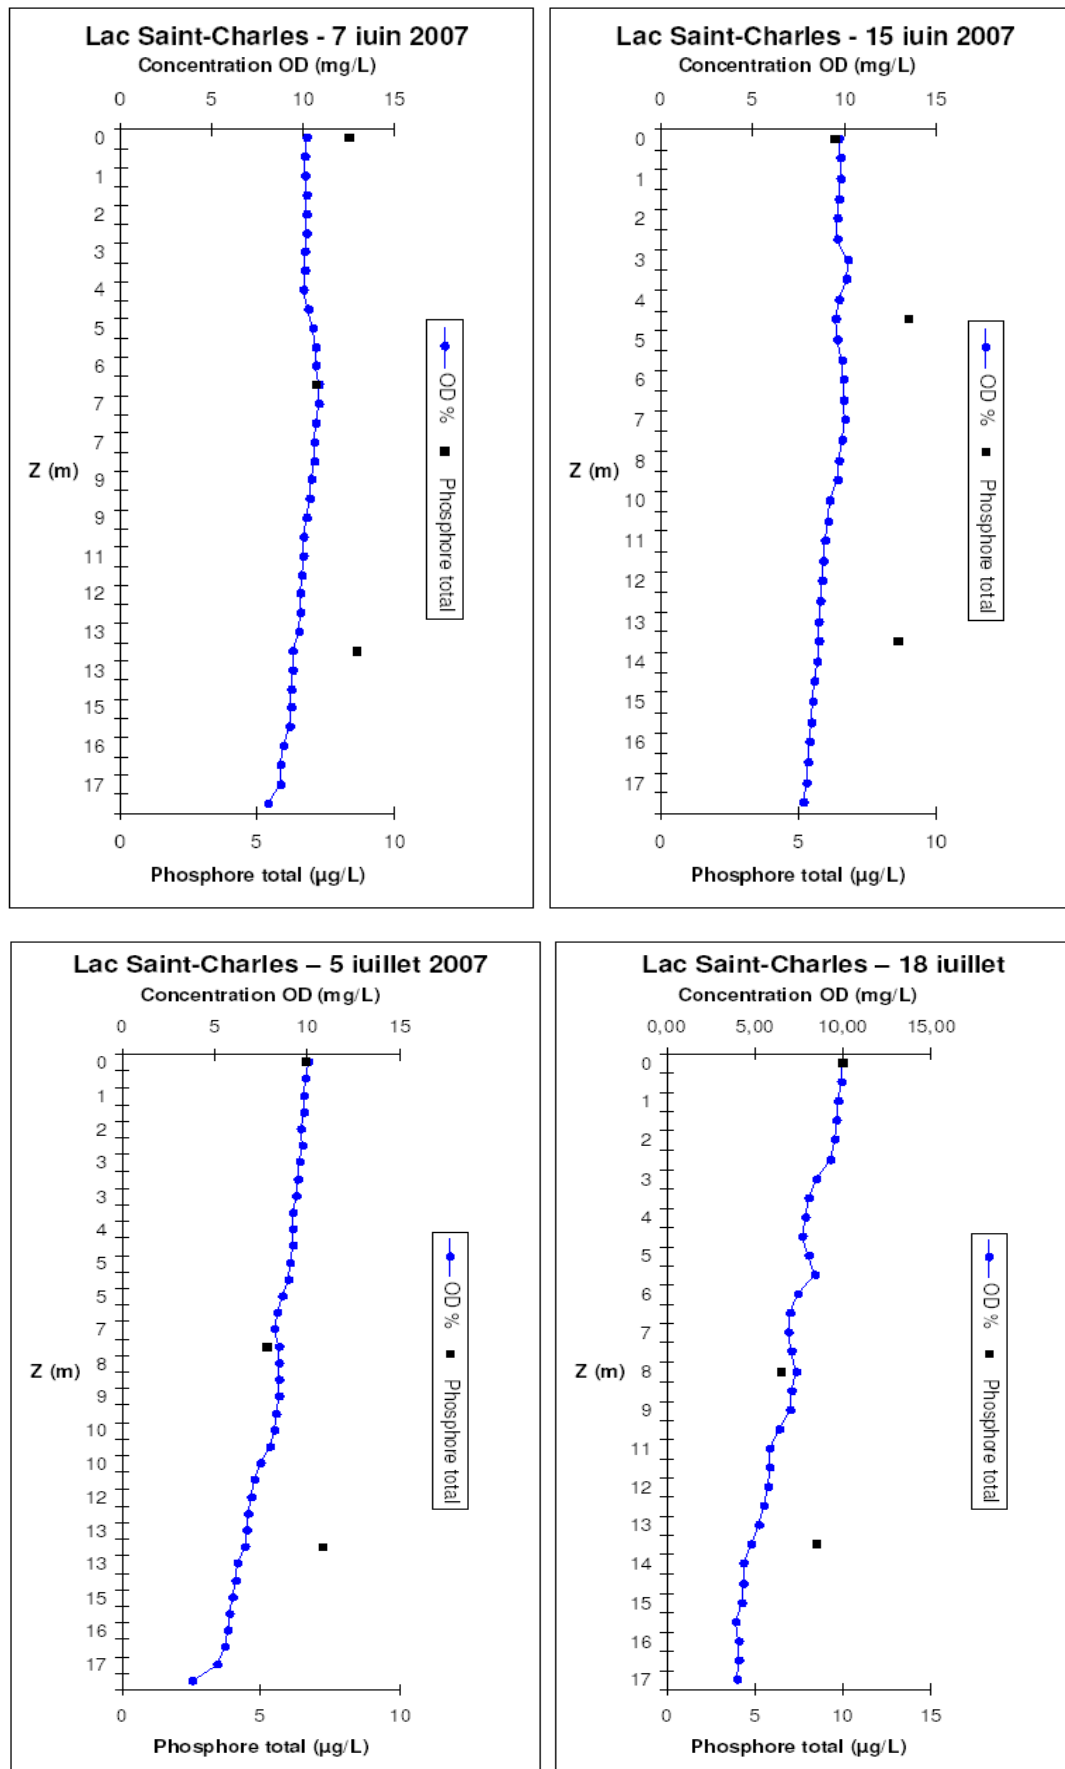 Lac Saint-Charles - 7 iuin 2007
Concentration OD (mg/L)
0 5 10 15
0
1
2
3
4
5
6
7
7
9
9
11
12
13
13
15
16
17
Z (m)
OD % Phosphore total
0 5 10
Phosphore total (µg/L)
Lac Saint-Charles - 15 iuin 2007
Concentration OD (mg/L)
0 5 10 15
0
1
2
3
4
5
6
7
8
10
11
12
13
14
15
16
17
Z (m)
OD % Phosphore total
5 10
0
Phosphore total (µg/L)
Lac Saint-Charles – 5 iuillet 2007
Concentration OD (mg/L)
0 5 10 15
0
1
2
3
3
4
5
5
7
8
9
10
10
12
13
13
15
16
17
Z (m)
OD % Phosphore total
0 5 10
Phosphore total (µg/L)
Lac Saint-Charles – 18 iuillet
Concentration OD (mg/L)
0,00 5,00 10,00 15,00
0
1
2
3
4
5
6
7
8
9
11
12
13
14
15
16
17
Z (m)
OD % Phosphore total
0 5 10 15
Phosphore total (µg/L)